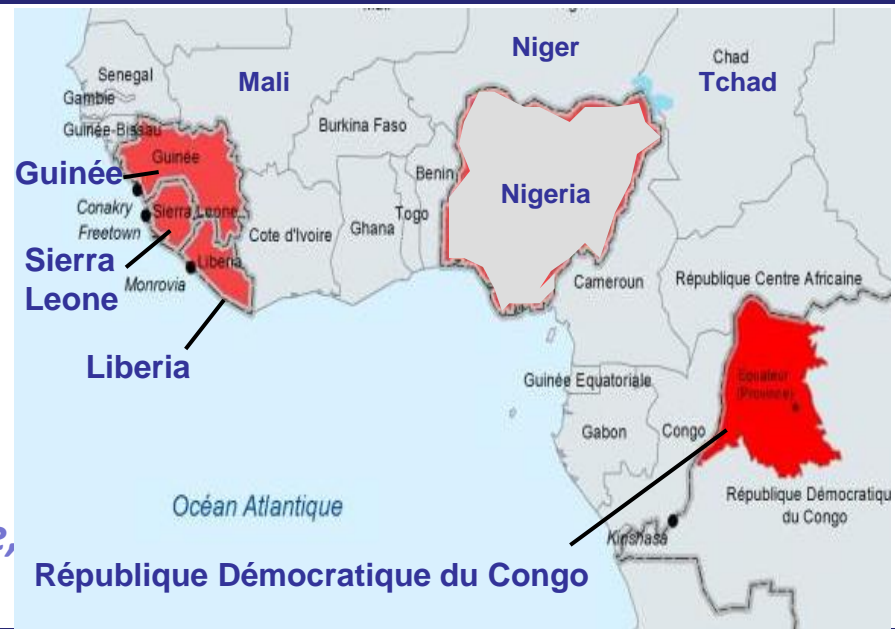 Niger
Chad
Tchad
Senegal
Mali
Gambie
Burkina Faso
Guinée-Bissau
Guinée
Guinée
Benin
Nigeria
Conakry
Sierra Leone
Togo
Ghana
Cote d'Ivoire
Freetown
Sierra
Leone
Liberia
Monrovia
Cameroun
République Centre Africaine
Liberia
Guinée Equatoriale
Equateur
(Province)
Gabon
Congo
Océan Atlantique
République Démocratiqu
du Congo
Kinshasa
République Démocratique du Congo